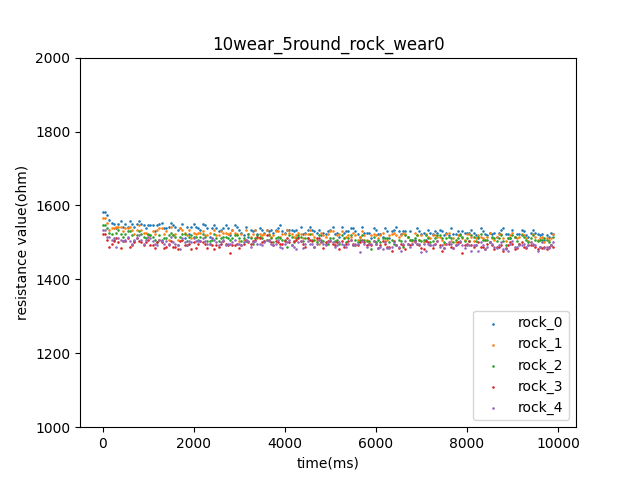 10wear_5round_rock_wear0
2000
1800
1600
1400
1200
1000
resistance value(ohm)
0
2000
4000
6000
8000
10000
time(ms)
rock_0
rock_1
rock_2
rock_3
rock_4